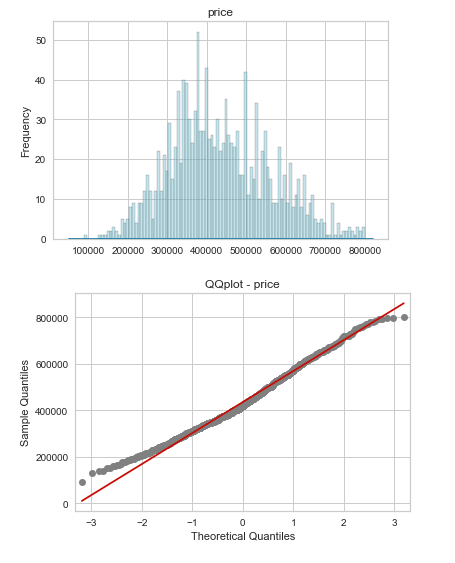 price
50
40
30
20
10
0
Frequency
100000 200000 300000 400000 500000 600000 700000 800000
QQplot - price
800000
600000
400000
200000
0
Sample Quantiles
−3 −2 −1 0 1 2 3
Theoretical Quantiles